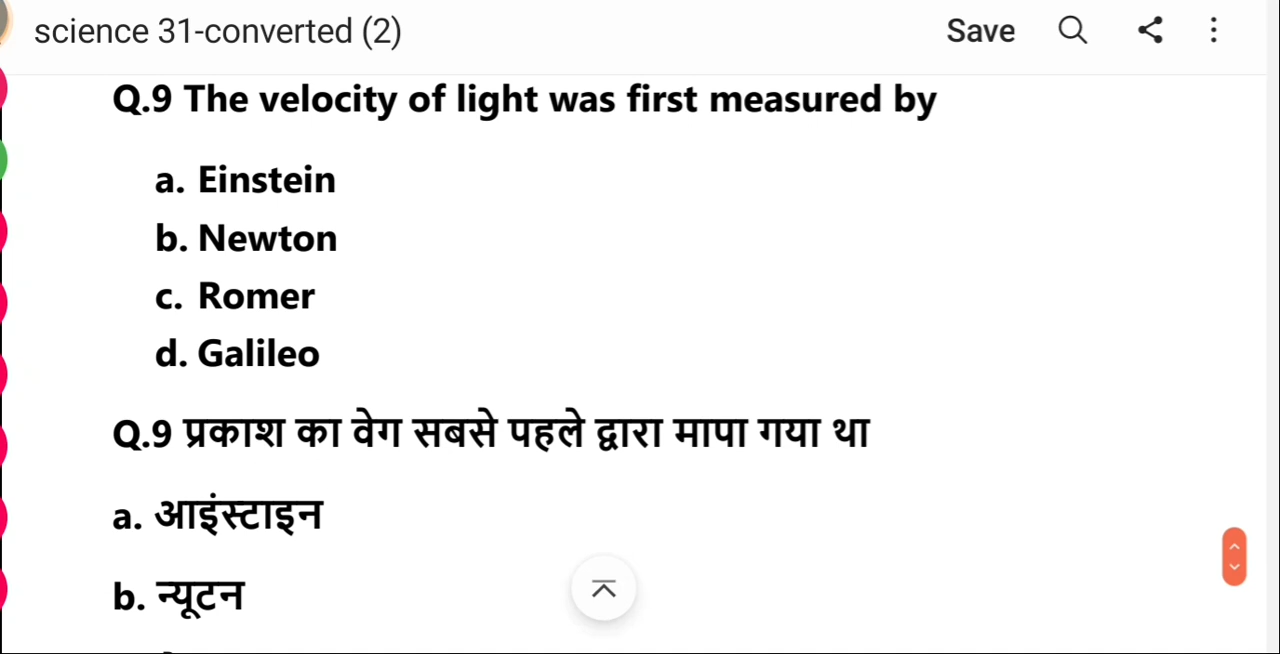 science 31-converted (2)
Save
Q.9 The velocity of light was first measured by
a. Einstein
b. Newton
c. Romer
d. Galileo
Q.9 प्रकाश का वेग सबसे पहले द्वारा मापा गया था
a. आइंस्टाइन
b. न्यूटन